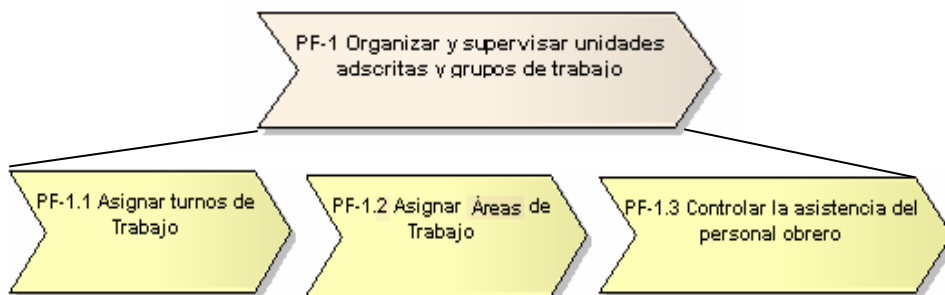 PF-1 Organizar y supervisar unidades
adscritas y grupos de trabajo
PF-1.1 Asignar turnos de
Trabajo
PF-1.2 Asignar Áreas de
Trabajo
PF-1.3 Controlar la asistencia del
personal obrero